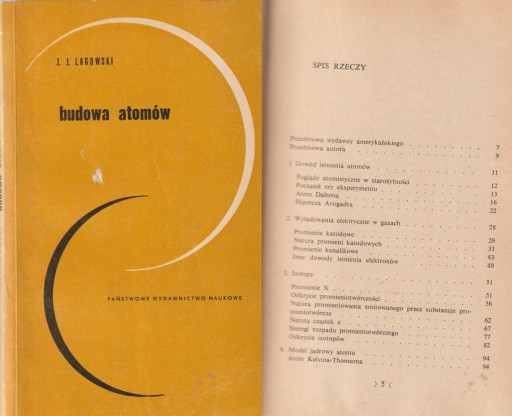 J. J. LAGOWSKI
budowa atomów
PAŃSTWOWE WYDAWNICTWO NAUKOWE
SPIS RZECZY
Przedmowa wydawcy amerykańskiego 7
Przedmowa autora 9
1. Dowód istnienia atomów 11
Poglądy atomistyczne w starożytności 12
Początek ery eksperymentu 13
Atom Daltona 16
Hipoteza Avogadra 22
2. Wyładowania elektryczne w gazach 28
Promienie katodowe 29
Natura promieni katodowych 31
Promienie kanalikowe 43
Inne dowody istnienia elektronów 48
3. Izotopy 51
Promienie X 51
Odkrycie promieniotwórczości 56
Natura promieniowania emitowanego przez substancje pro-
mieniotwórcze 62
Natura cząstek α 67
Szeregi rozpadu promieniotwórczego 77
Odkrycie izotopów 82
4. Model jądrowy atomu 94
Atom Kelvina-Thomsona 94
5